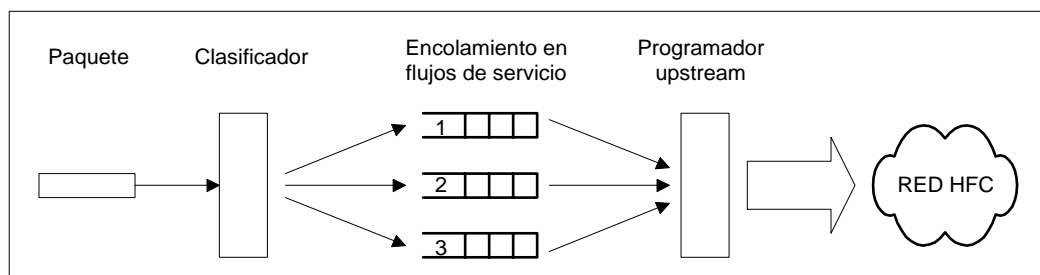 Paquete
Clasificador
Encolamiento en
flujos de servicio
Programador
upstream
1
2
3
RED HFC